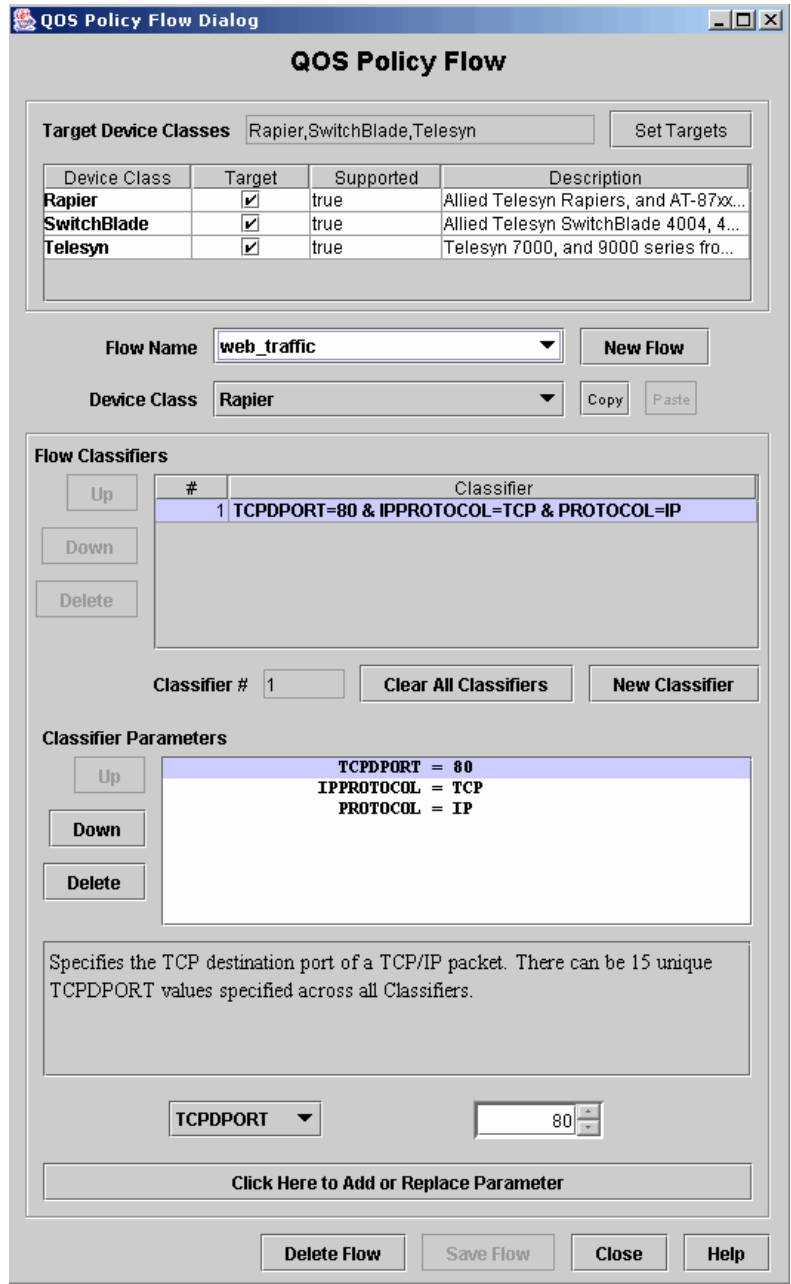 QOS Policy Flow Dialog
QOS Policy Flow
Target Device Classes Rapier,SwitchBlade,Telesyn Set Targets
Device Class Target Supported Description
Rapier true Allied Telesyn Rapiers, and AT-87xx...
SwitchBlade true Allied Telesyn SwitchBlade 4004, 4...
Telesyn true Telesyn 7000, and 9000 series fro...
Flow Name web_traffic New Flow
Device Class Rapier Copy Paste
Flow Classifiers
Up # Classifier
1 TCPDPORT=80 & IPPROTOCOL=TCP & PROTOCOL=IP
Down
Delete
Classifier # 1 Clear All Classifiers New Classifier
Classifier Parameters
Up TCPDPORT = 80
IPPROTOCOL = TCP
PROTOCOL = IP
Down
Delete
Specifies the TCP destination port of a TCP/IP packet. There can be 15 unique
TCPDPORT values specified across all Classifiers.
TCPDPORT 80
Click Here to Add or Replace Parameter
Delete Flow Save Flow Close Help